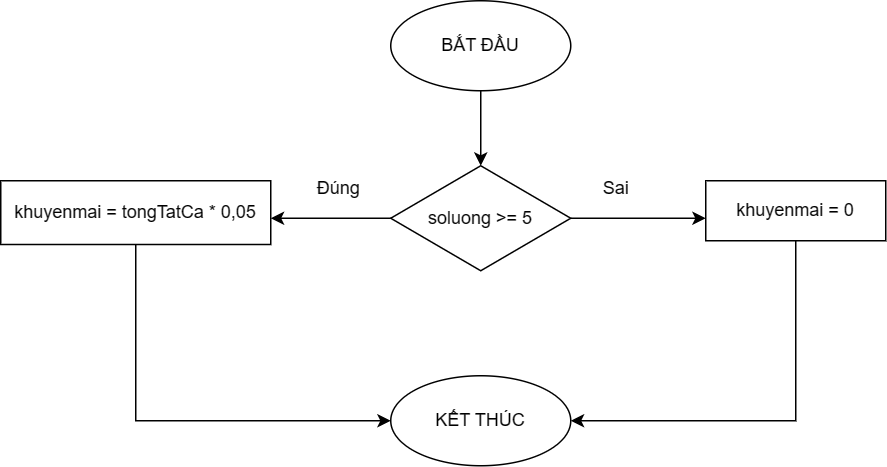 BẮT ĐẦU
Đúng
Sai
khuyenmai = tongTatCa * 0,05
soluong >= 5
khuyenmai = 0
KẾT THÚC